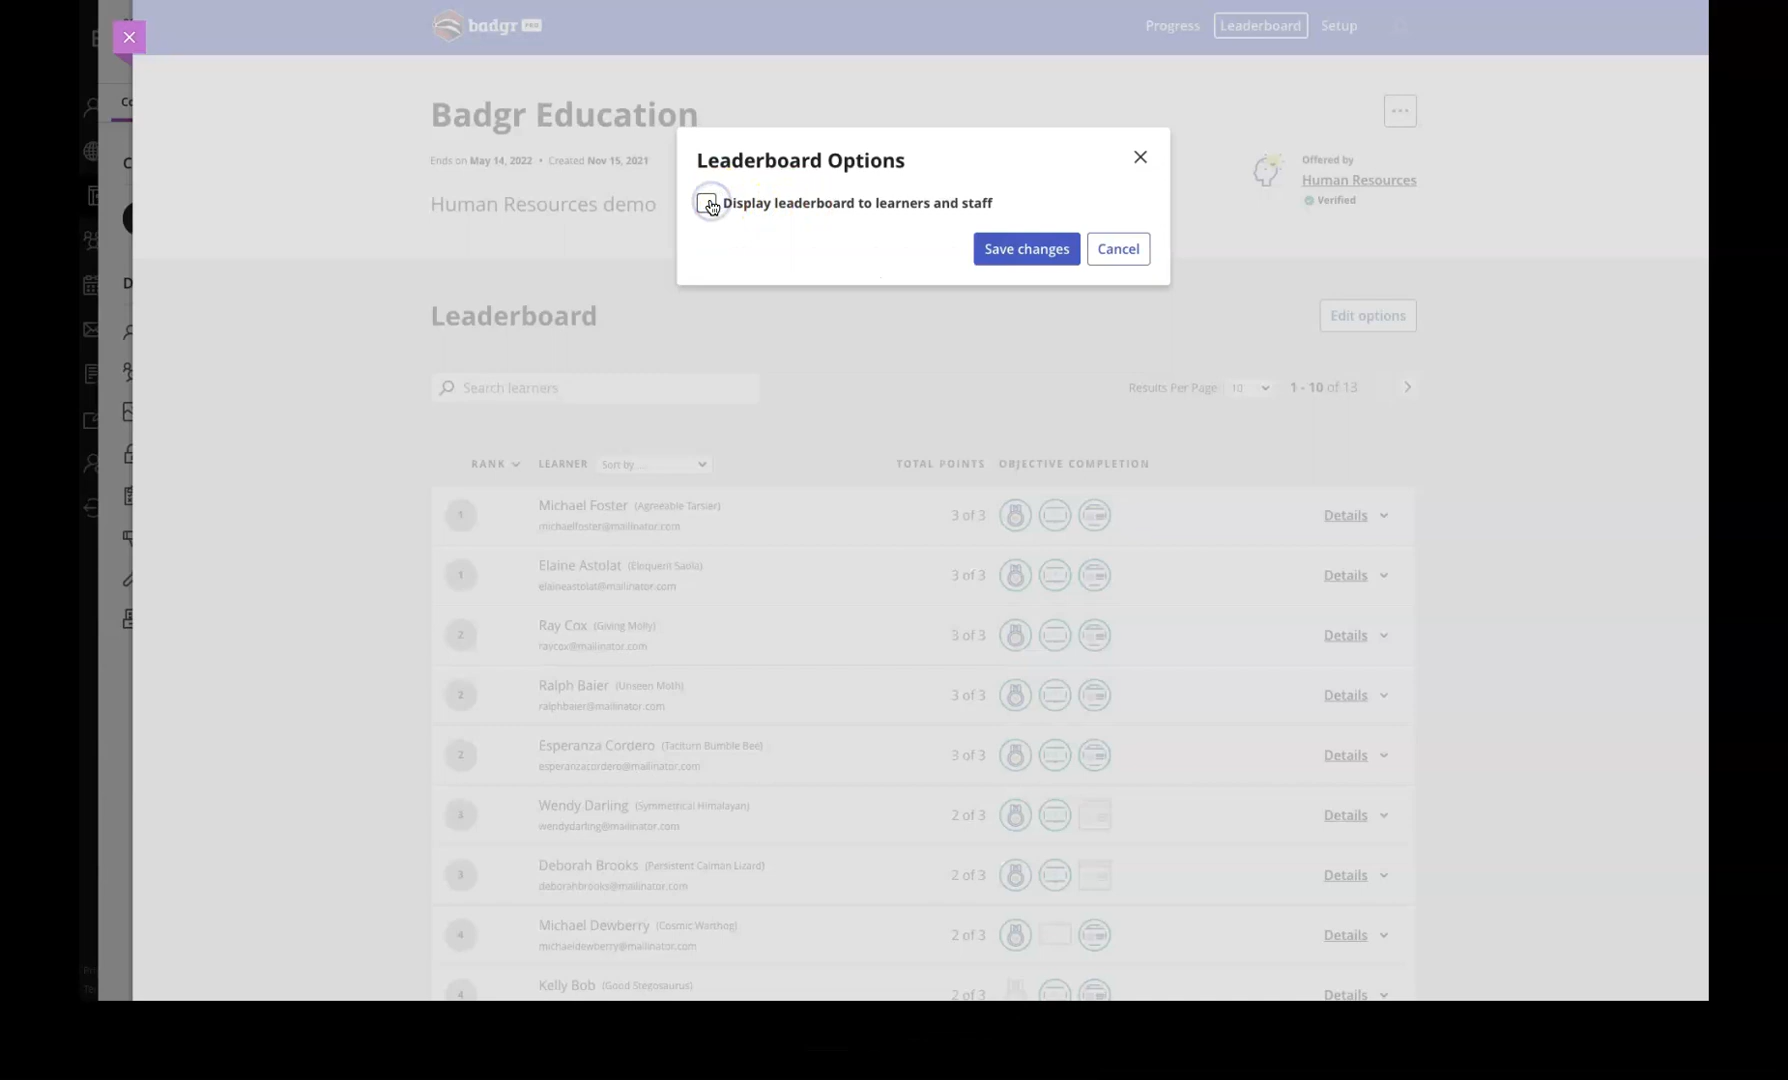 badgr PRO
Progress Leaderboard Setup
Badgr Education
Ends on May 14, 2022 • Created Nov 15, 2021
Human Resources demo
Offered by
Human Resources
Verified
Leaderboard Options
Display leaderboard to learners and staff
Save changes Cancel
Leaderboard
Edit options
Search learners
Results Per Page 10 1 - 10 of 13
RANK LEARNER Sort by... TOTAL POINTS OBJECTIVE COMPLETION
1 Michael Foster (Agreeable Tarsier) 3 of 3 Details
michaelfoster@mailinator.com
1 Elaine Astolat (Eloquent Saola) 3 of 3 Details
elaineastolat@mailinator.com
2 Ray Cox (Giving Molly) 3 of 3 Details
raycox@mailinator.com
2 Ralph Baier (Unseen Moth) 3 of 3 Details
ralphbaier@mailinator.com
2 Esperanza Cordero (Taciturn Bumble Bee) 3 of 3 Details
esperanzacordero@mailinator.com
3 Wendy Darling (Symmetrical Himalayan) 2 of 3 Details
wendydarling@mailinator.com
3 Deborah Brooks (Persistent Caiman Lizard) 2 of 3 Details
deborahbrooks@mailinator.com
4 Michael Dewberry (Cosmic Warthog) 2 of 3 Details
michaeldewberry@mailinator.com
4 Kelly Bob (Good Stegosaurus) 2 of 3 Details